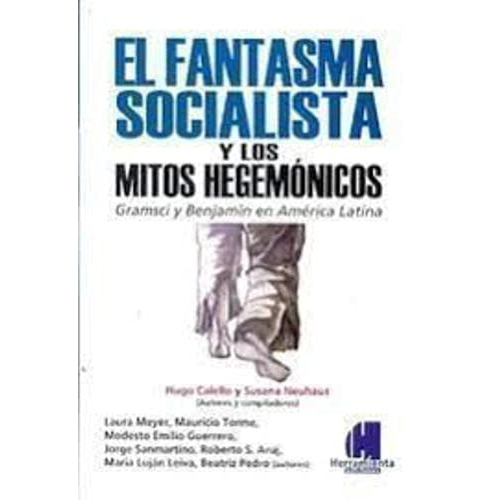 EL FANTASMA
SOCIALISTA
Y LOS
MITOS HEGEMÓNICOS
Gramsci y Benjamin en América Latina
Hugo Calello y Susana Neuhaus
(Autores y compiladores)
Laura Meyer, Mauricio Torme,
Modesto Emilio Guerrero,
Jorge Sanmartino, Roberto S. Araj,
María Luján Leiva, Beatriz Pedro (autores)
Herramienta